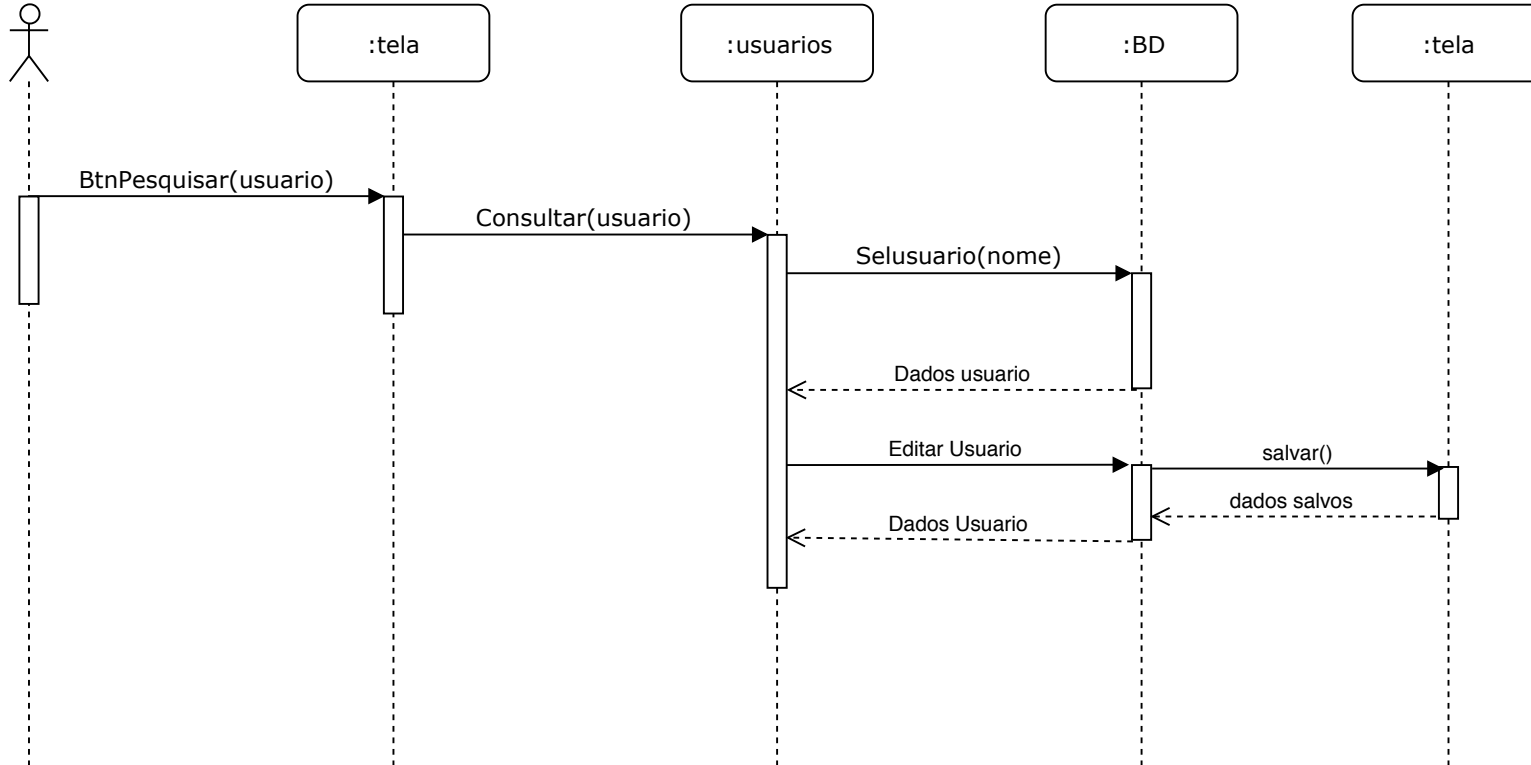 :tela
:usuarios
:BD
:tela
BtnPesquisar(usuario)
Consultar(usuario)
Selusuario(nome)
Dados usuario
Editar Usuario
salvar()
dados salvos
Dados Usuario